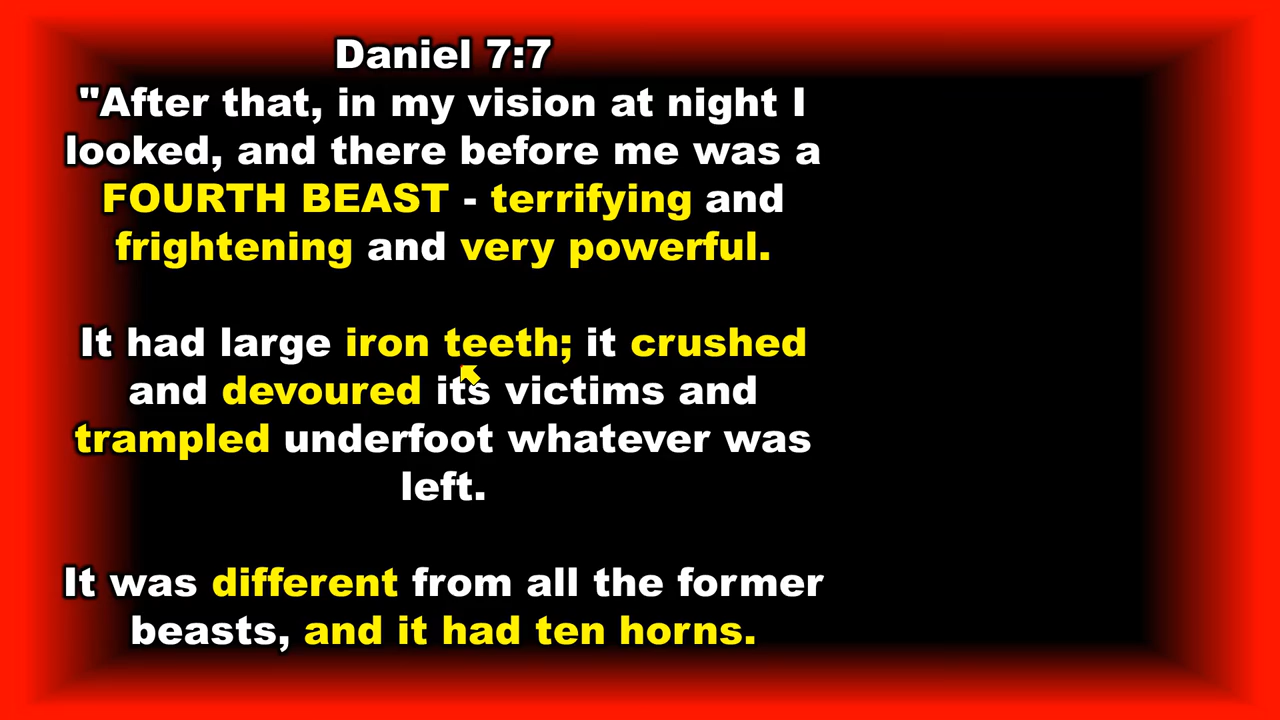 Daniel 7:7
"After that, in my vision at night I
looked, and there before me was a
FOURTH BEAST - terrifying and
frightening and very powerful.
It had large iron teeth; it crushed
and devoured its victims and
trampled underfoot whatever was
left.
It was different from all the former
beasts, and it had ten horns.